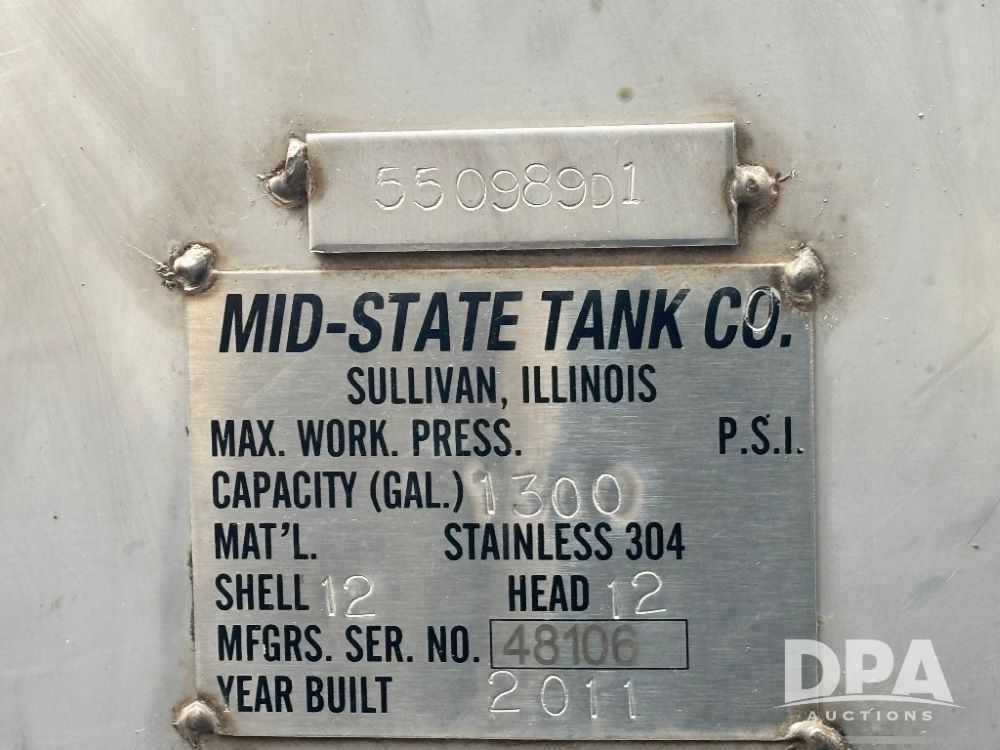 550989D1
MID-STATE TANK CO.
SULLIVAN, ILLINOIS
MAX. WORK. PRESS. P.S.I.
CAPACITY (GAL.) 1300
MAT'L. STAINLESS 304
SHELL 12 HEAD 12
MFGRS. SER. NO. 48106
YEAR BUILT 2011
DPA
AUCTIONS